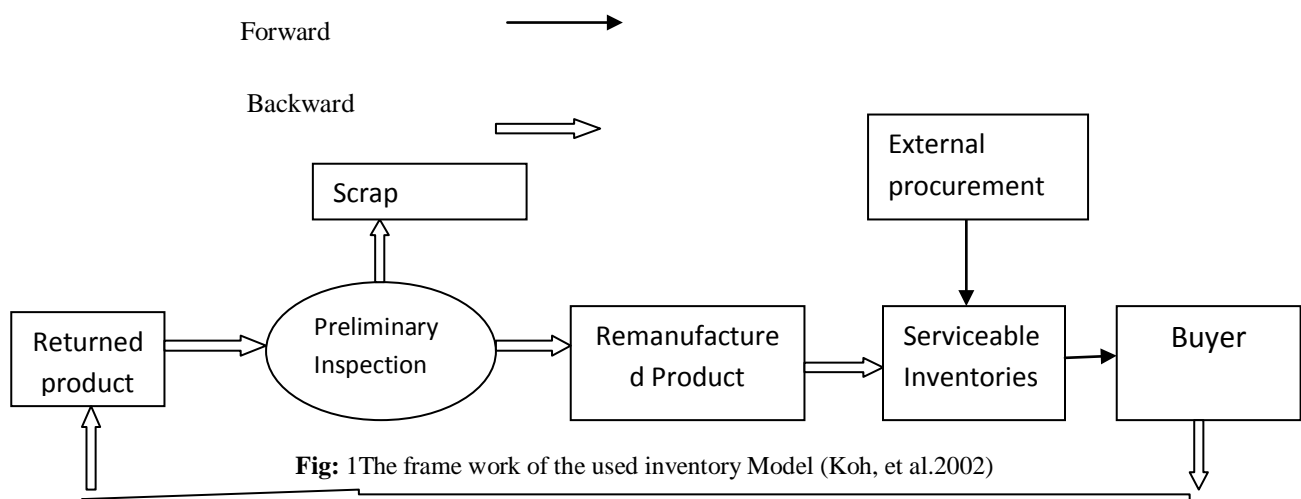 Forward
Backward
External
procurement
Scrap
Returned
product
Preliminary
Inspection
Remanufacture
d Product
Serviceable
Inventories
Buyer
Fig: 1The frame work of the used inventory Model (Koh, et al.2002)